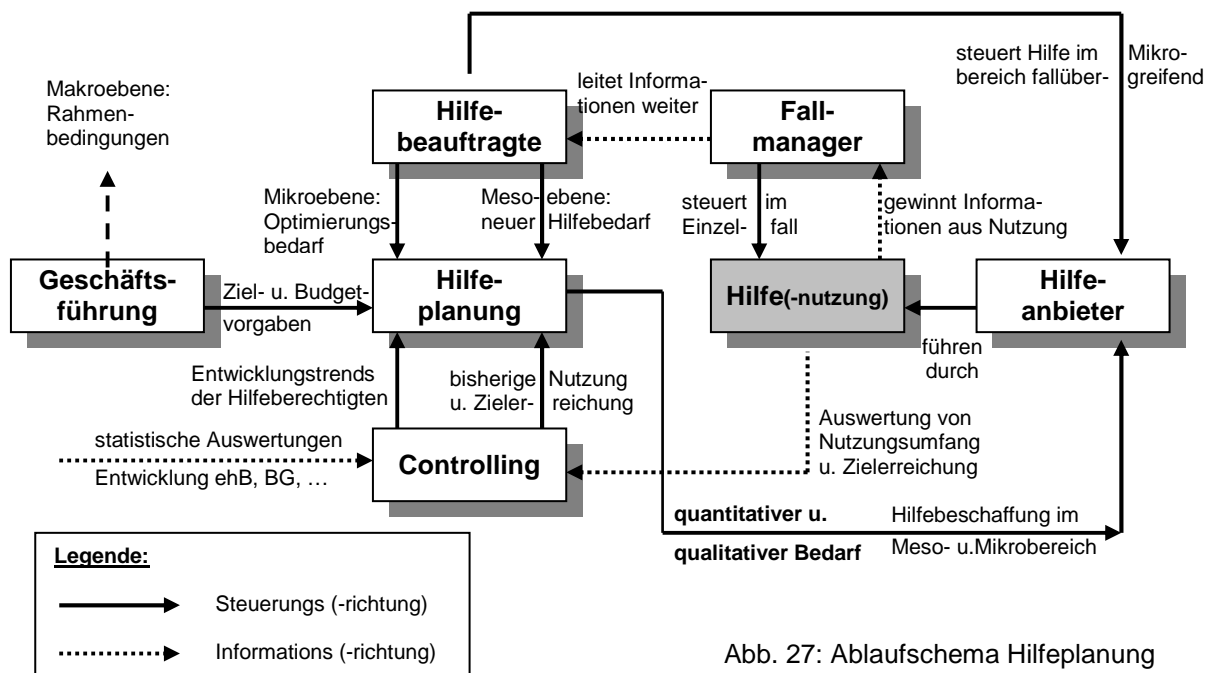 steuert Hilfe im Mikro-
bereich fallüber- greifend
Makroebene:
Rahmen-
bedingungen
leitet Informa-
tionen weiter
Hilfe-
beauftragte
Fall-
manager
Mikroebene:
Optimierungs-
bedarf
Meso- ebene:
neuer Hilfebedarf
steuert im
Einzel- fall
gewinnt Informa-
tionen aus Nutzung
Geschäfts-
führung
Ziel- u. Budget-
vorgaben
Hilfe-
planung
Hilfe(-nutzung)
Hilfe-
anbieter
führen
durch
Entwicklungstrends
der Hilfeberechtigten
bisherige Nutzung
u. Zieler- reichung
Auswertung von
Nutzungsumfang
u. Zielerreichung
statistische Auswertungen
Entwicklung ehB, BG, …
Controlling
quantitativer u.
qualitativer Bedarf
Hilfebeschaffung im
Meso- u.Mikrobereich
Legende:
Steuerungs (-richtung)
Informations (-richtung)
Abb. 27: Ablaufschema Hilfeplanung